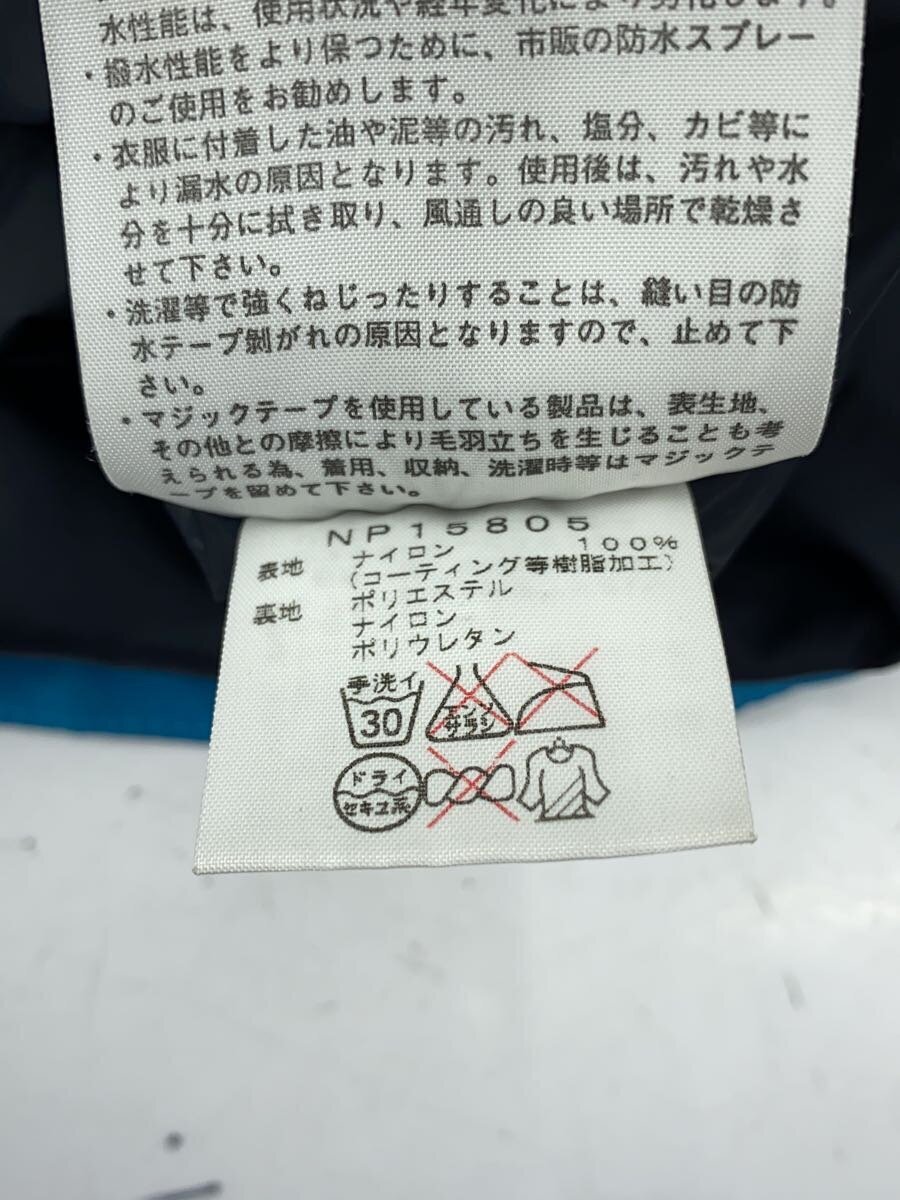 水性能は、使用状況や経年変化により劣化します。
・撥水性能をより保つために、市販の防水スプレー
のご使用をお勧めします。
・衣服に付着した油や泥等の汚れ、塩分、カビ等に
より漏水の原因となります。使用後は、汚れや水
分を十分に拭き取り、風通しの良い場所で乾燥さ
せて下さい。
・洗濯等で強くねじったりすることは、縫い目の防
水テープ剝がれの原因となりますので、止めて下
さい。
・マジックテープを使用している製品は、表生地、
その他との摩擦により毛羽立ちを生じることも考
えられる為、着用、収納、洗濯時等はマジックテ
ープを留めて下さい。
NP15805
表地 ナイロン 100%
(コーティング等樹脂加工)
裏地 ポリエステル
ナイロン
ポリウレタン
手洗イ
30
エンソ
サラシ
ドライ
セキユ系